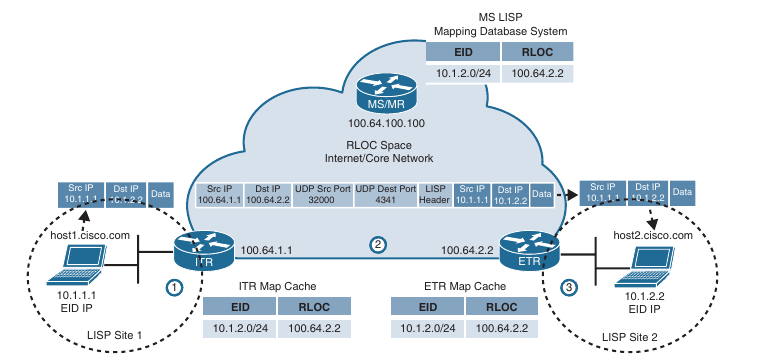 MS LISP
Mapping Database System
EID RLOC
10.1.2.0/24 100.64.2.2
MS/MR
100.64.100.100
RLOC Space
Internet/Core Network
Src IP Dst IP Data
10.1.1.1 10.1.2.2
Src IP Dst IP UDP Src Port UDP Dest Port LISP Src IP Dst IP Data
100.64.1.1 100.64.2.2 32000 4341 Header 10.1.1.1 10.1.2.2
Src IP Dst IP Data
10.1.1.1 10.1.2.2
host1.cisco.com
host2.cisco.com
ITR
100.64.1.1
2
100.64.2.2
ETR
1
3
10.1.1.1
EID IP
LISP Site 1
ITR Map Cache
EID RLOC
10.1.2.0/24 100.64.2.2
ETR Map Cache
EID RLOC
10.1.2.0/24 100.64.2.2
10.1.2.2
EID IP
LISP Site 2